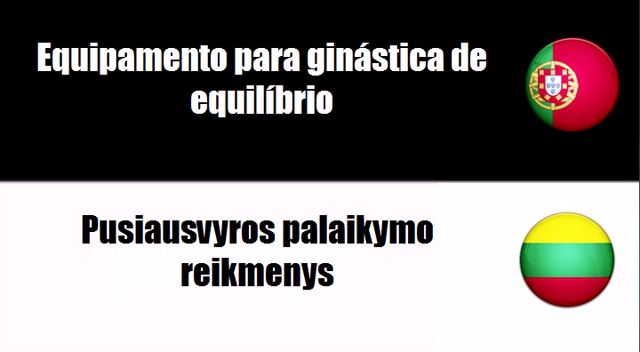 Equipamento para ginástica de
equilíbrio
Pusiausvyros palaikymo
reikmenys